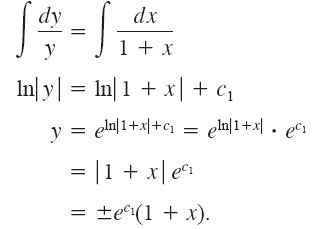 ∫ dy/y = ∫ dx/(1 + x)
ln|y| = ln|1 + x| + c₁
y = e^{ln|1+x|+c₁} = e^{ln|1+x|} · e^{c₁}
= |1 + x| e^{c₁}
= ±e^{c₁}(1 + x).